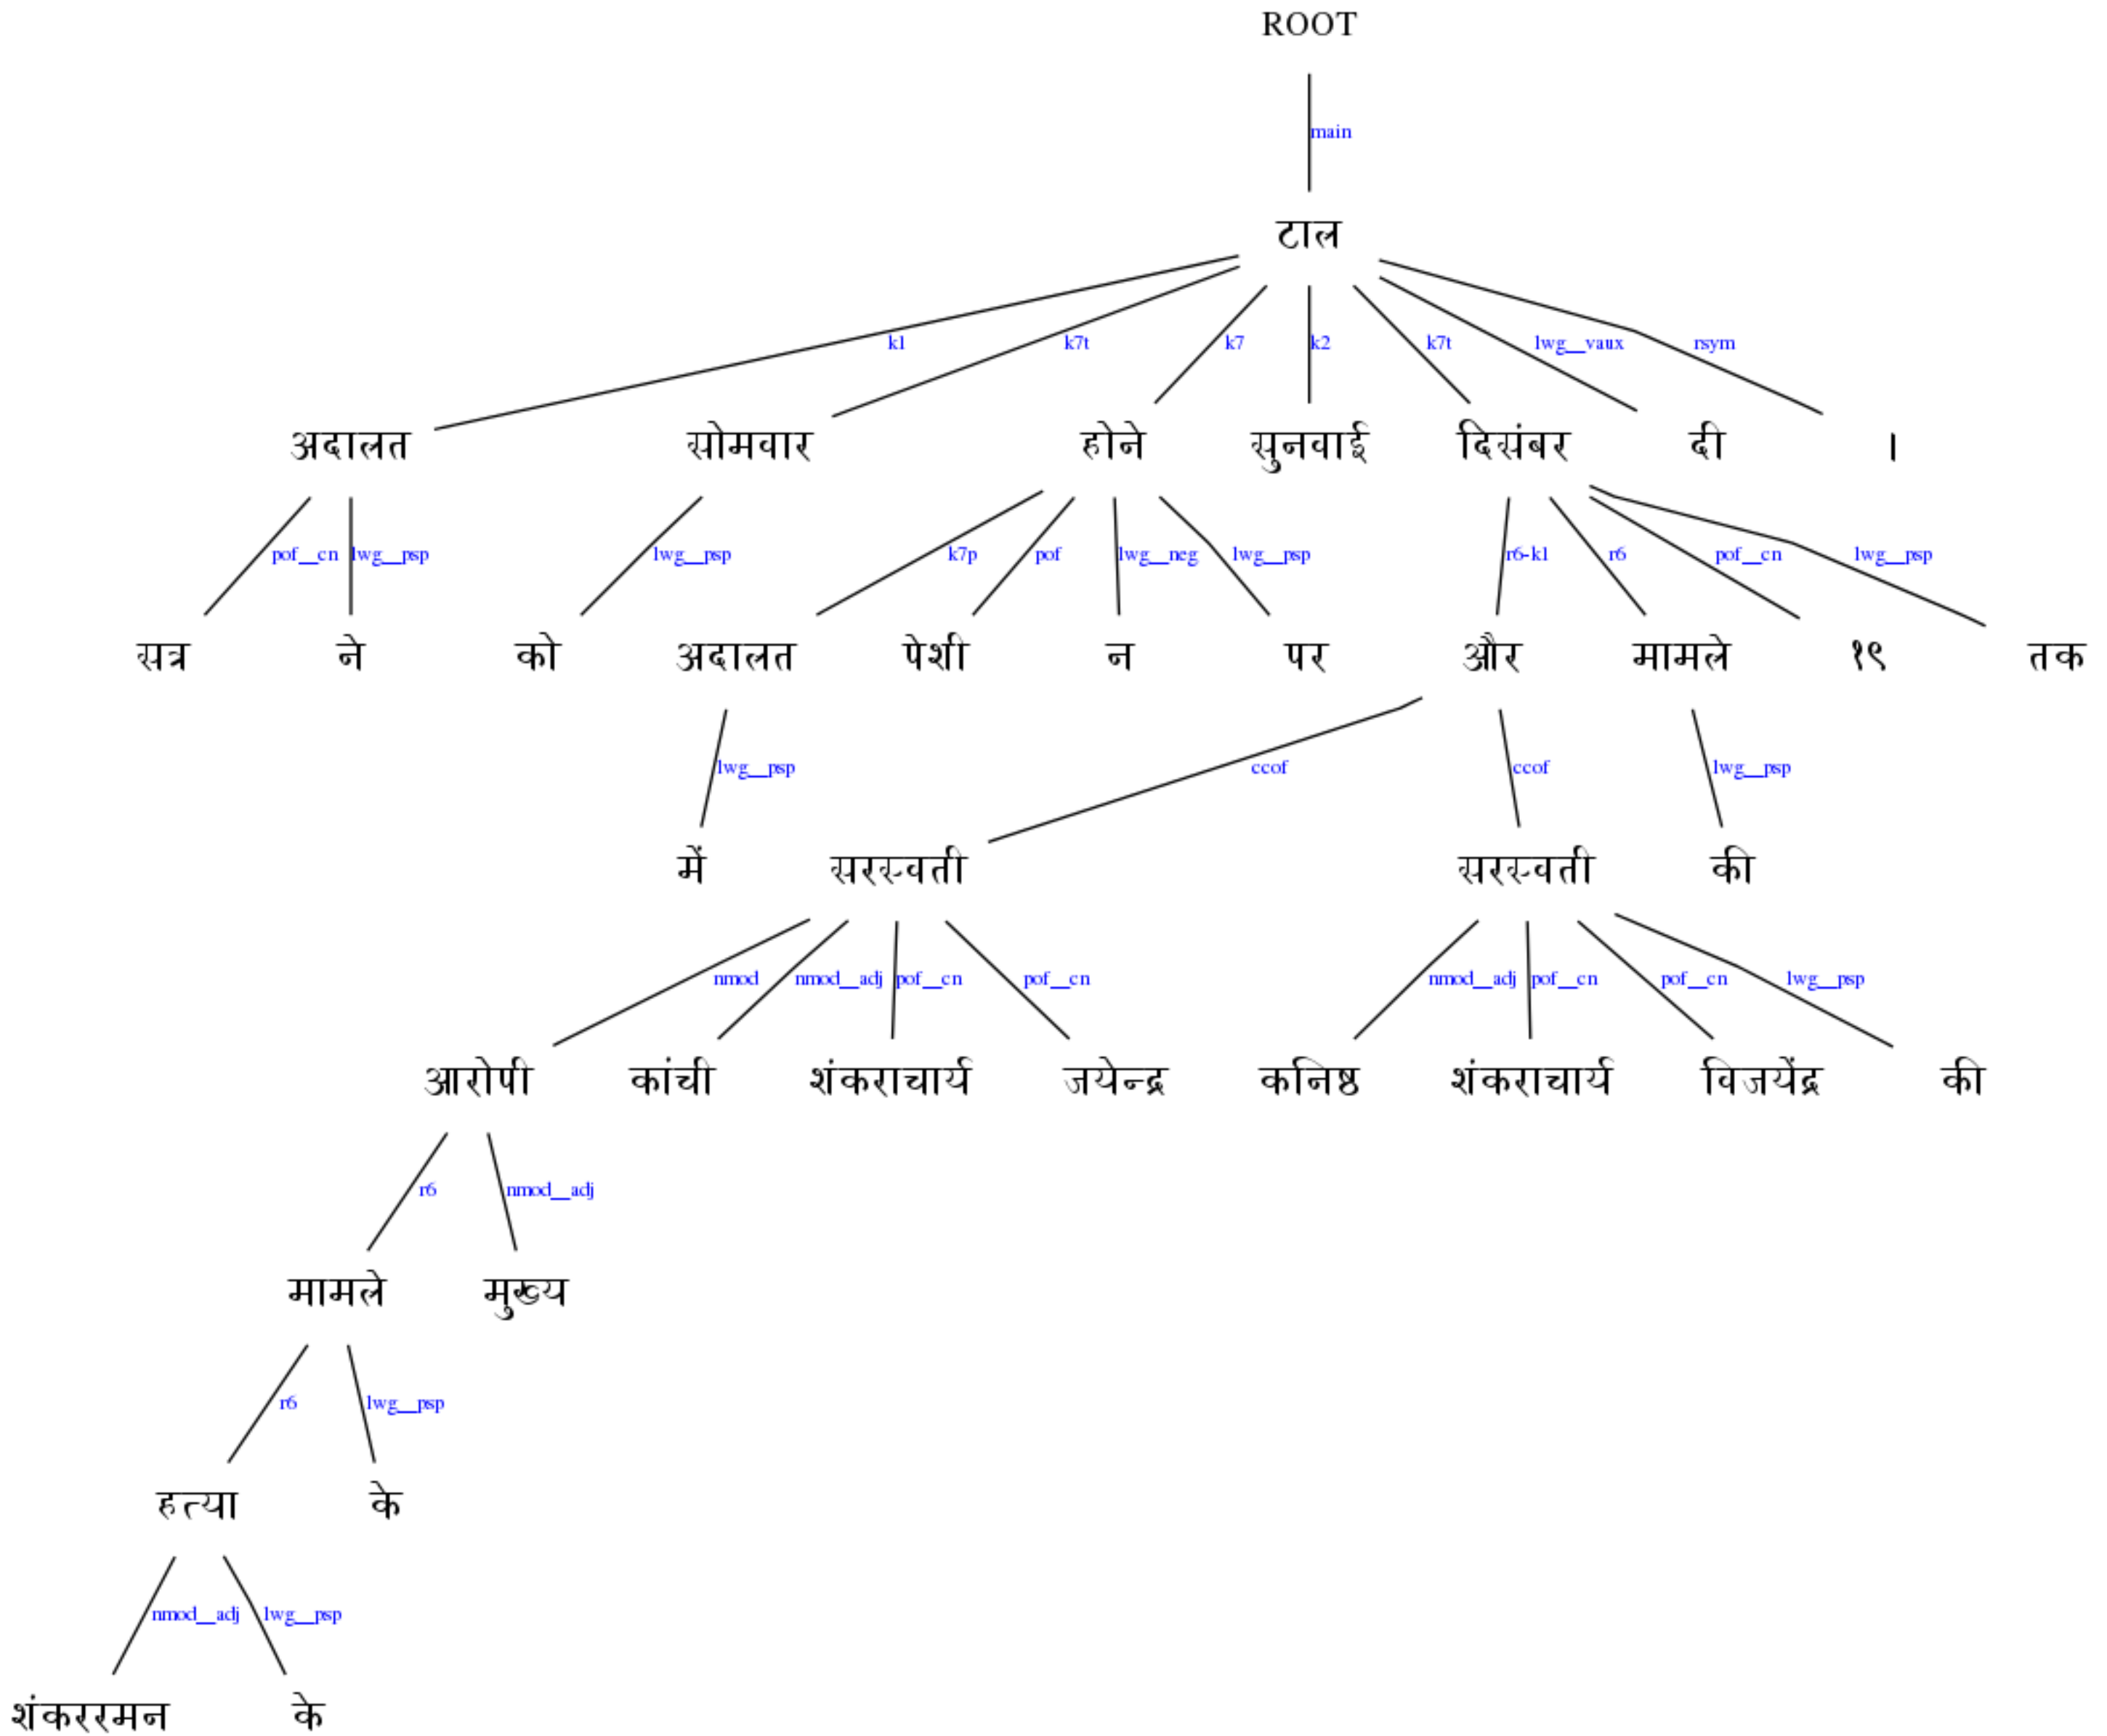 ROOT
main
टाल
k1 k7t k7 k2 k7t lwg__vaux rsym
अदालत सोमवार होने सुनवाई दिसंबर दी ।
pof__cn lwg__psp lwg__psp k7p pof lwg__neg lwg__psp r6-k1 r6 pof__cn lwg__psp
सत्र ने को अदालत पेशी न पर और मामले १९ तक
lwg__psp ccof ccof lwg__psp
में सरस्वती सरस्वती की
nmod nmod__adj pof__cn pof__cn nmod__adj pof__cn pof__cn lwg__psp
आरोपी कांची शंकराचार्य जयेन्द्र कनिष्ठ शंकराचार्य विजयेंद्र की
r6 nmod__adj
मामले मुख्य
r6 lwg__psp
हत्या के
nmod__adj lwg__psp
शंकररमन के